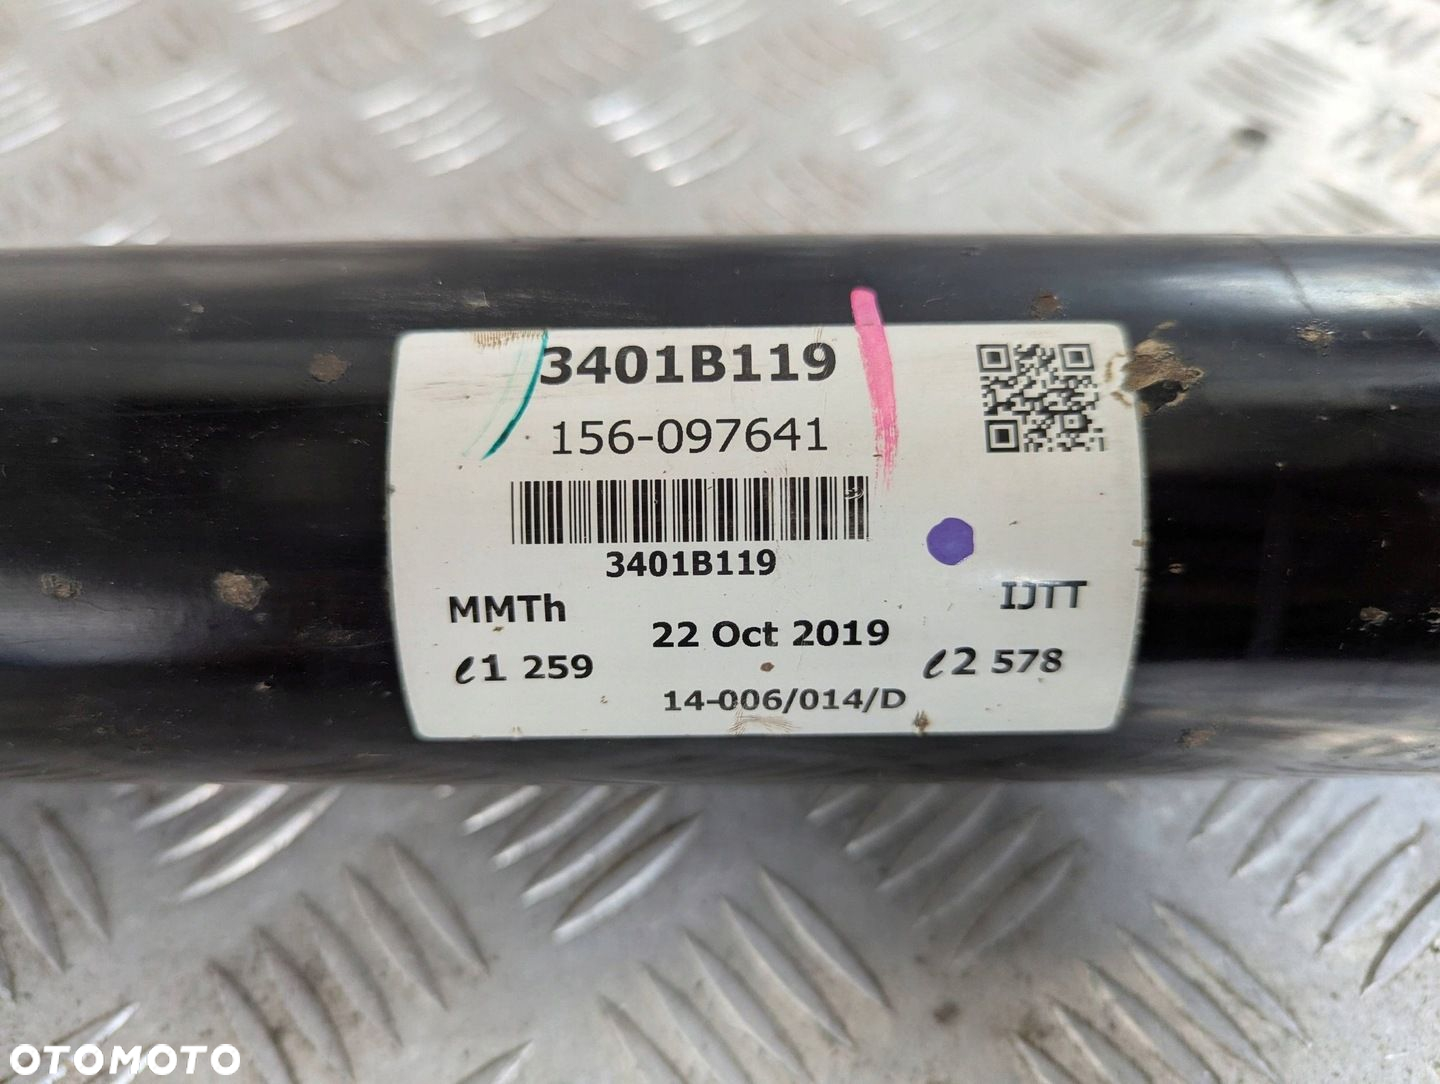 3401B119
156-097641
3401B119
MMTh
IJTT
22 Oct 2019
ℓ1 259
ℓ2 578
14-006/014/D
OTOMOTO